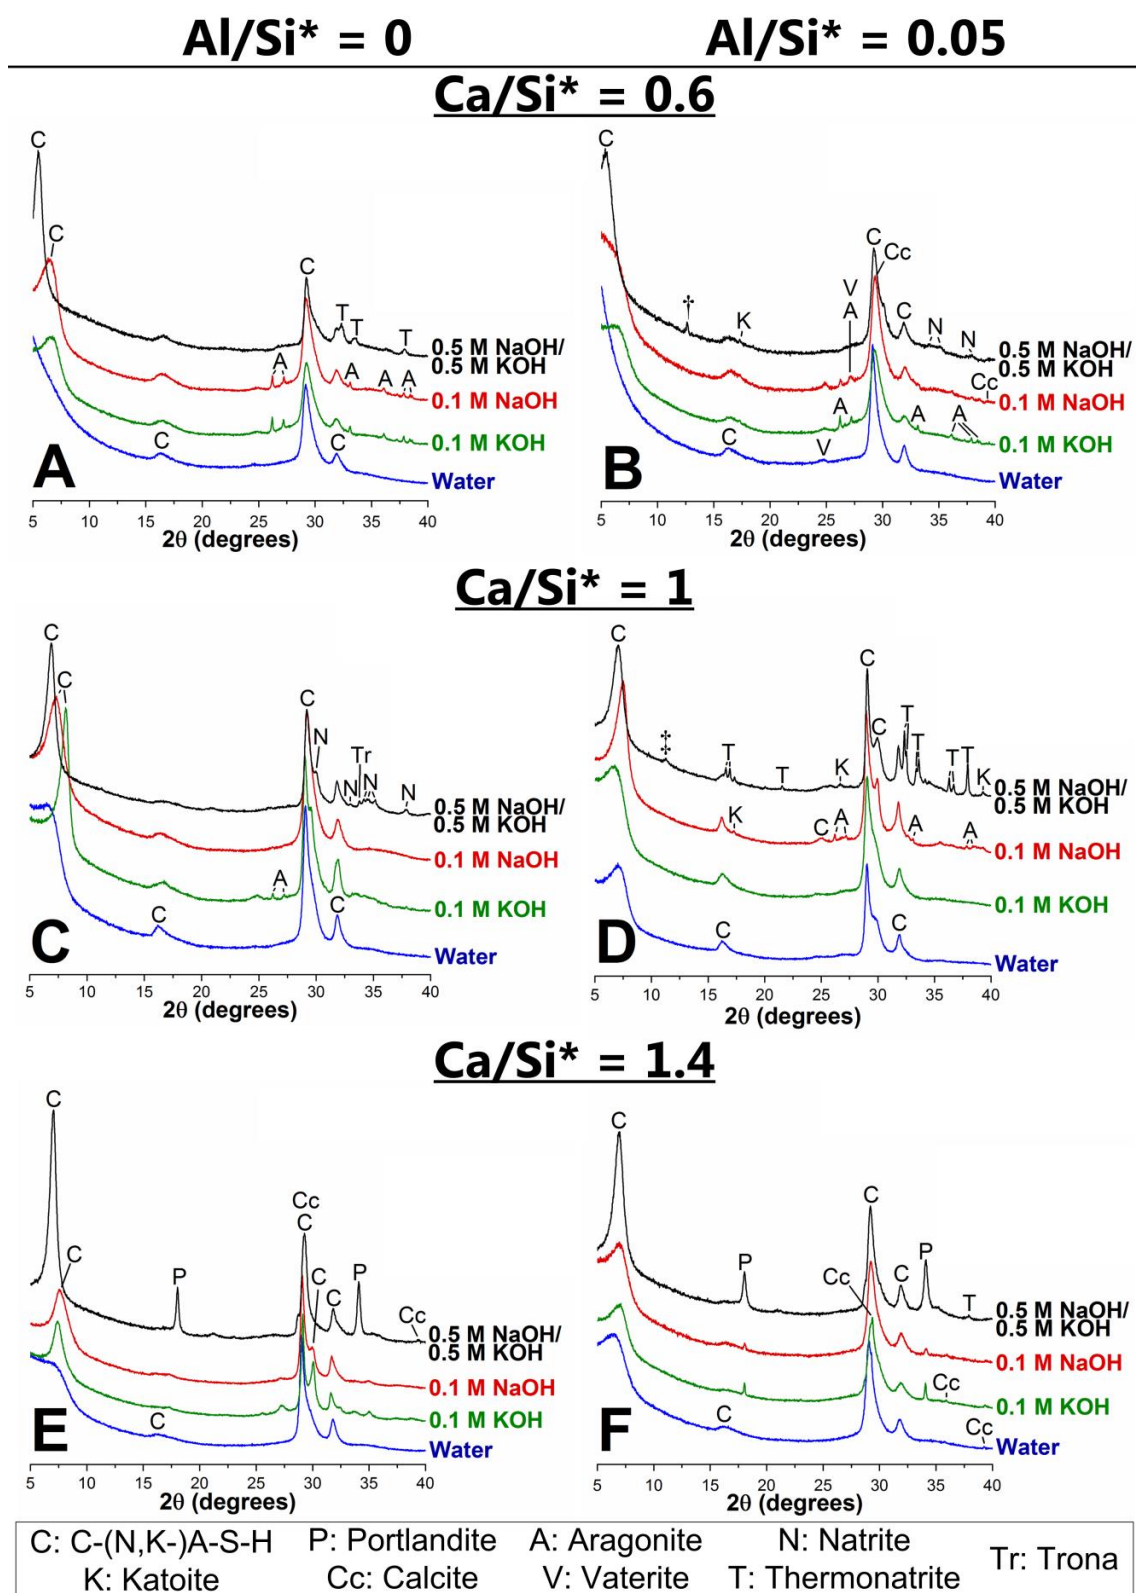 Al/Si* = 0 Al/Si* = 0.05
Ca/Si* = 0.6
C
C
C
T
T
T
A
A
A
A
C
C
0.5 M NaOH/
0.5 M KOH
0.1 M NaOH
0.1 M KOH
Water
A
5 10 15 20 25 30 35 40
2θ (degrees)
C
C
Cc
V
A
†
K
C
N
N
Cc
A
A
A
C
V
0.5 M NaOH/
0.5 M KOH
0.1 M NaOH
0.1 M KOH
Water
B
5 10 15 20 25 30 35 40
2θ (degrees)
Ca/Si* = 1
C
C
C
N
Tr
N
N
N
A
C
C
0.5 M NaOH/
0.5 M KOH
0.1 M NaOH
0.1 M KOH
Water
C
5 10 15 20 25 30 35 40
2θ (degrees)
C
C
C
T
‡
T
T
K
T
T
T
K
K
C
A
A
A
C
C
0.5 M NaOH/
0.5 M KOH
0.1 M NaOH
0.1 M KOH
Water
D
5 10 15 20 25 30 35 40
2θ (degrees)
Ca/Si* = 1.4
C
C
P
Cc
C
C
C
P
Cc
C
0.5 M NaOH/
0.5 M KOH
0.1 M NaOH
0.1 M KOH
Water
E
5 10 15 20 25 30 35 40
2θ (degrees)
C
C
P
Cc
C
P
T
Cc
C
Cc
0.5 M NaOH/
0.5 M KOH
0.1 M NaOH
0.1 M KOH
Water
F
5 10 15 20 25 30 35 40
2θ (degrees)
C: C-(N,K-)A-S-H P: Portlandite A: Aragonite N: Natrite Tr: Trona
K: Katoite Cc: Calcite V: Vaterite T: Thermonatrite